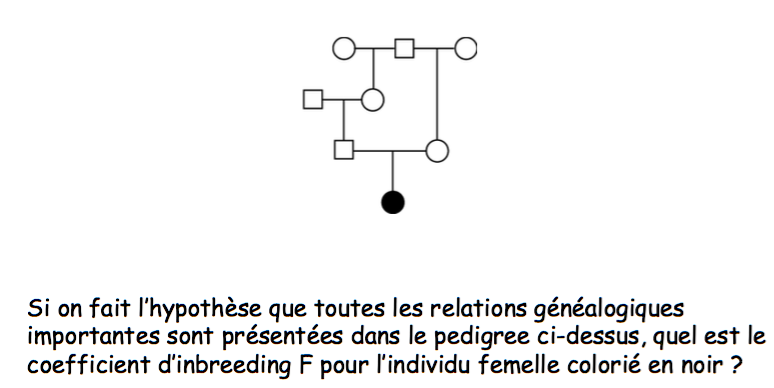 Si on fait l'hypothèse que toutes les relations généalogiques
importantes sont présentées dans le pedigree ci-dessus, quel est le
coefficient d'inbreeding F pour l'individu femelle colorié en noir ?